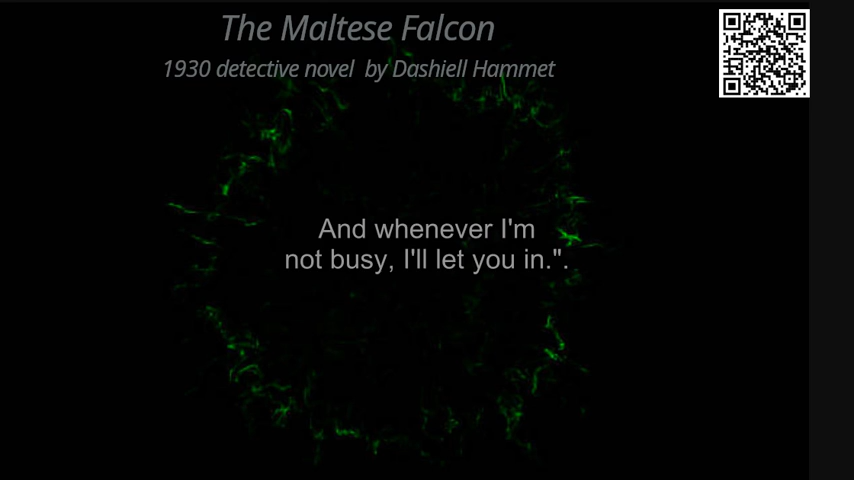 The Maltese Falcon
1930 detective novel by Dashiell Hammet
And whenever I'm
not busy, I'll let you in.".